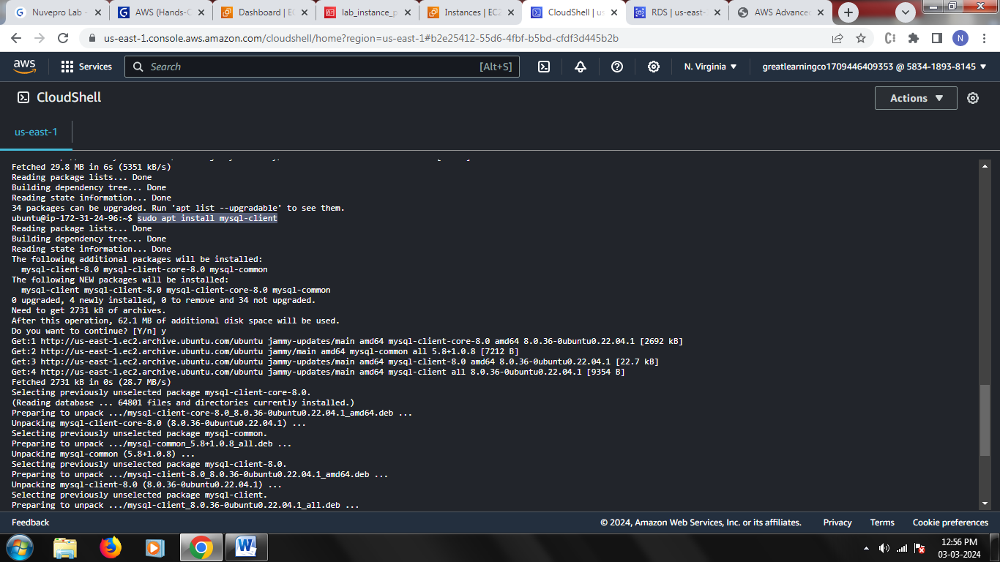 Nuvepro Lab -
AWS (Hands-O
Dashboard | EC
lab_instance_p
Instances | EC2
CloudShell | us
RDS | us-east-
AWS Advance
us-east-1.console.aws.amazon.com/cloudshell/home?region=us-east-1#b2e25412-55d6-4fbf-b5bd-cfdf3d445b2b
N
aws
Services
Search
[Alt+S]
N. Virginia
greatlearningco1709446409353 @ 5834-1893-8145
CloudShell
Actions
us-east-1
Fetched 29.8 MB in 6s (5351 kB/s)
Reading package lists... Done
Building dependency tree... Done
Reading state information... Done
34 packages can be upgraded. Run 'apt list --upgradable' to see them.
ubuntu@ip-172-31-24-96:~$ sudo apt install mysql-client
Reading package lists... Done
Building dependency tree... Done
Reading state information... Done
The following additional packages will be installed:
mysql-client-8.0 mysql-client-core-8.0 mysql-common
The following NEW packages will be installed:
mysql-client mysql-client-8.0 mysql-client-core-8.0 mysql-common
0 upgraded, 4 newly installed, 0 to remove and 34 not upgraded.
Need to get 2731 kB of archives.
After this operation, 62.1 MB of additional disk space will be used.
Do you want to continue? [Y/n] y
Get:1 http://us-east-1.ec2.archive.ubuntu.com/ubuntu jammy-updates/main amd64 mysql-client-core-8.0 amd64 8.0.36-0ubuntu0.22.04.1 [2692 kB]
Get:2 http://us-east-1.ec2.archive.ubuntu.com/ubuntu jammy/main amd64 mysql-common all 5.8+1.0.8 [7212 B]
Get:3 http://us-east-1.ec2.archive.ubuntu.com/ubuntu jammy-updates/main amd64 mysql-client-8.0 amd64 8.0.36-0ubuntu0.22.04.1 [22.7 kB]
Get:4 http://us-east-1.ec2.archive.ubuntu.com/ubuntu jammy-updates/main amd64 mysql-client all 8.0.36-0ubuntu0.22.04.1 [9354 B]
Fetched 2731 kB in 0s (28.7 MB/s)
Selecting previously unselected package mysql-client-core-8.0.
(Reading database ... 64801 files and directories currently installed.)
Preparing to unpack .../mysql-client-core-8.0_8.0.36-0ubuntu0.22.04.1_amd64.deb ...
Unpacking mysql-client-core-8.0 (8.0.36-0ubuntu0.22.04.1) ...
Selecting previously unselected package mysql-common.
Preparing to unpack .../mysql-common_5.8+1.0.8_all.deb ...
Unpacking mysql-common (5.8+1.0.8) ...
Selecting previously unselected package mysql-client-8.0.
Preparing to unpack .../mysql-client-8.0_8.0.36-0ubuntu0.22.04.1_amd64.deb ...
Unpacking mysql-client-8.0 (8.0.36-0ubuntu0.22.04.1) ...
Selecting previously unselected package mysql-client.
Preparing to unpack .../mysql-client_8.0.36-0ubuntu0.22.04.1_all.deb ...
Feedback
© 2024, Amazon Web Services, Inc. or its affiliates.
Privacy
Terms
Cookie preferences
12:56 PM
03-03-2024